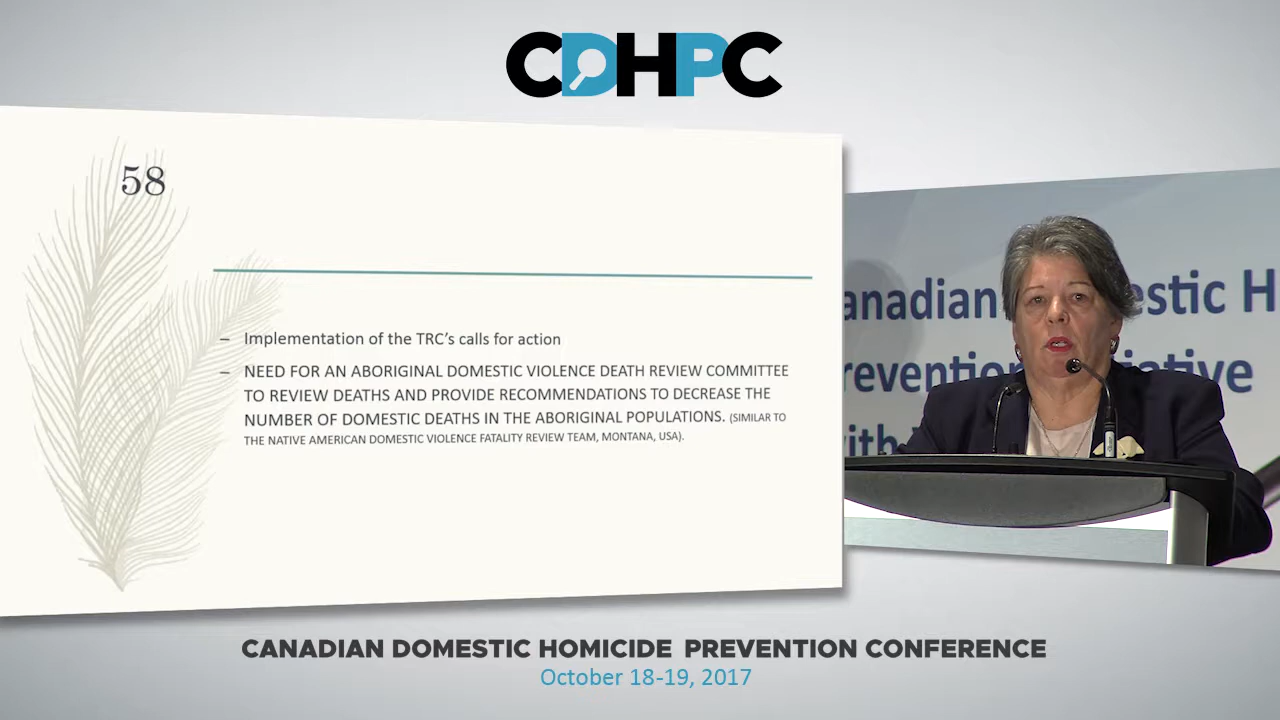 CDHPC
58
– Implementation of the TRC's calls for action
– NEED FOR AN ABORIGINAL DOMESTIC VIOLENCE DEATH REVIEW COMMITTEE
TO REVIEW DEATHS AND PROVIDE RECOMMENDATIONS TO DECREASE THE
NUMBER OF DOMESTIC DEATHS IN THE ABORIGINAL POPULATIONS. (SIMILAR TO
THE NATIVE AMERICAN DOMESTIC VIOLENCE FATALITY REVIEW TEAM, MONTANA, USA).
anadian estic H
revention iative
ith
CANADIAN DOMESTIC HOMICIDE PREVENTION CONFERENCE
October 18-19, 2017